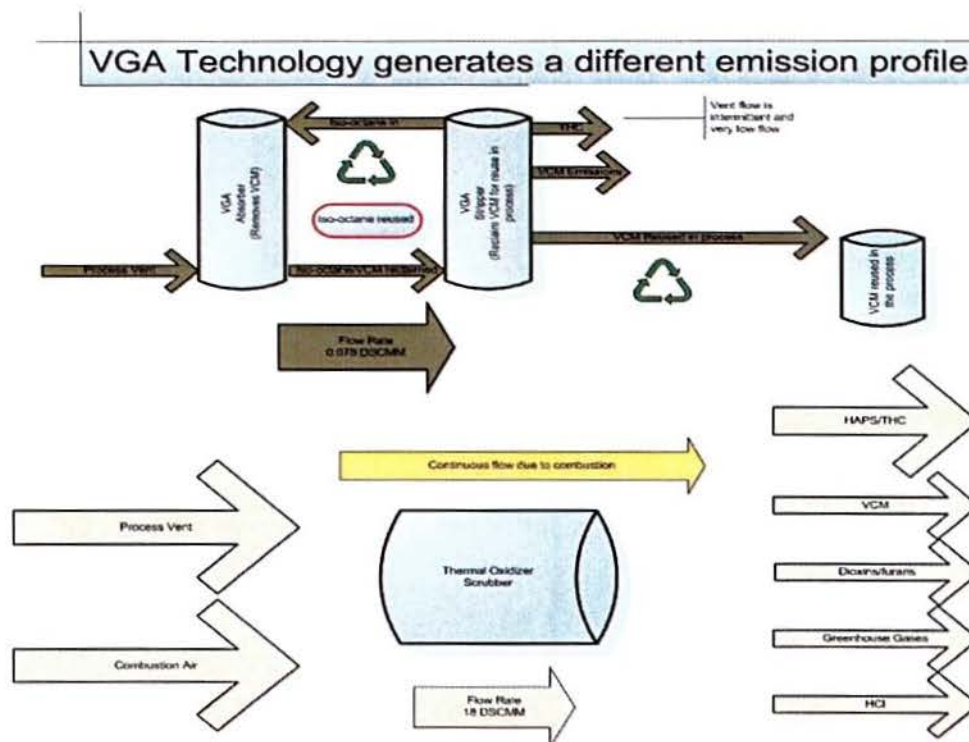 VGA Technology generates a different emission profile
Iso-octane in
THC
Vent flow is
intermittent and
very low flow
VCM Emissions
VGA
Absorber
(Removes VCM)
VGA
Stripper
(Reclaim VCM for reuse in
process)
Iso-octane reused
VCM Reused in process
Process Vent
Iso-octane/VCM reclaimed
VCM reused in
the process
Flow Rate
0.078 DSCMM
HAPS/THC
Continuous flow due to combustion
VCM
Process Vent
Thermal Oxidizer
Scrubber
Dioxins/furans
Greenhouse Gases
Combustion Air
Flow Rate
18 DSCMM
HCl